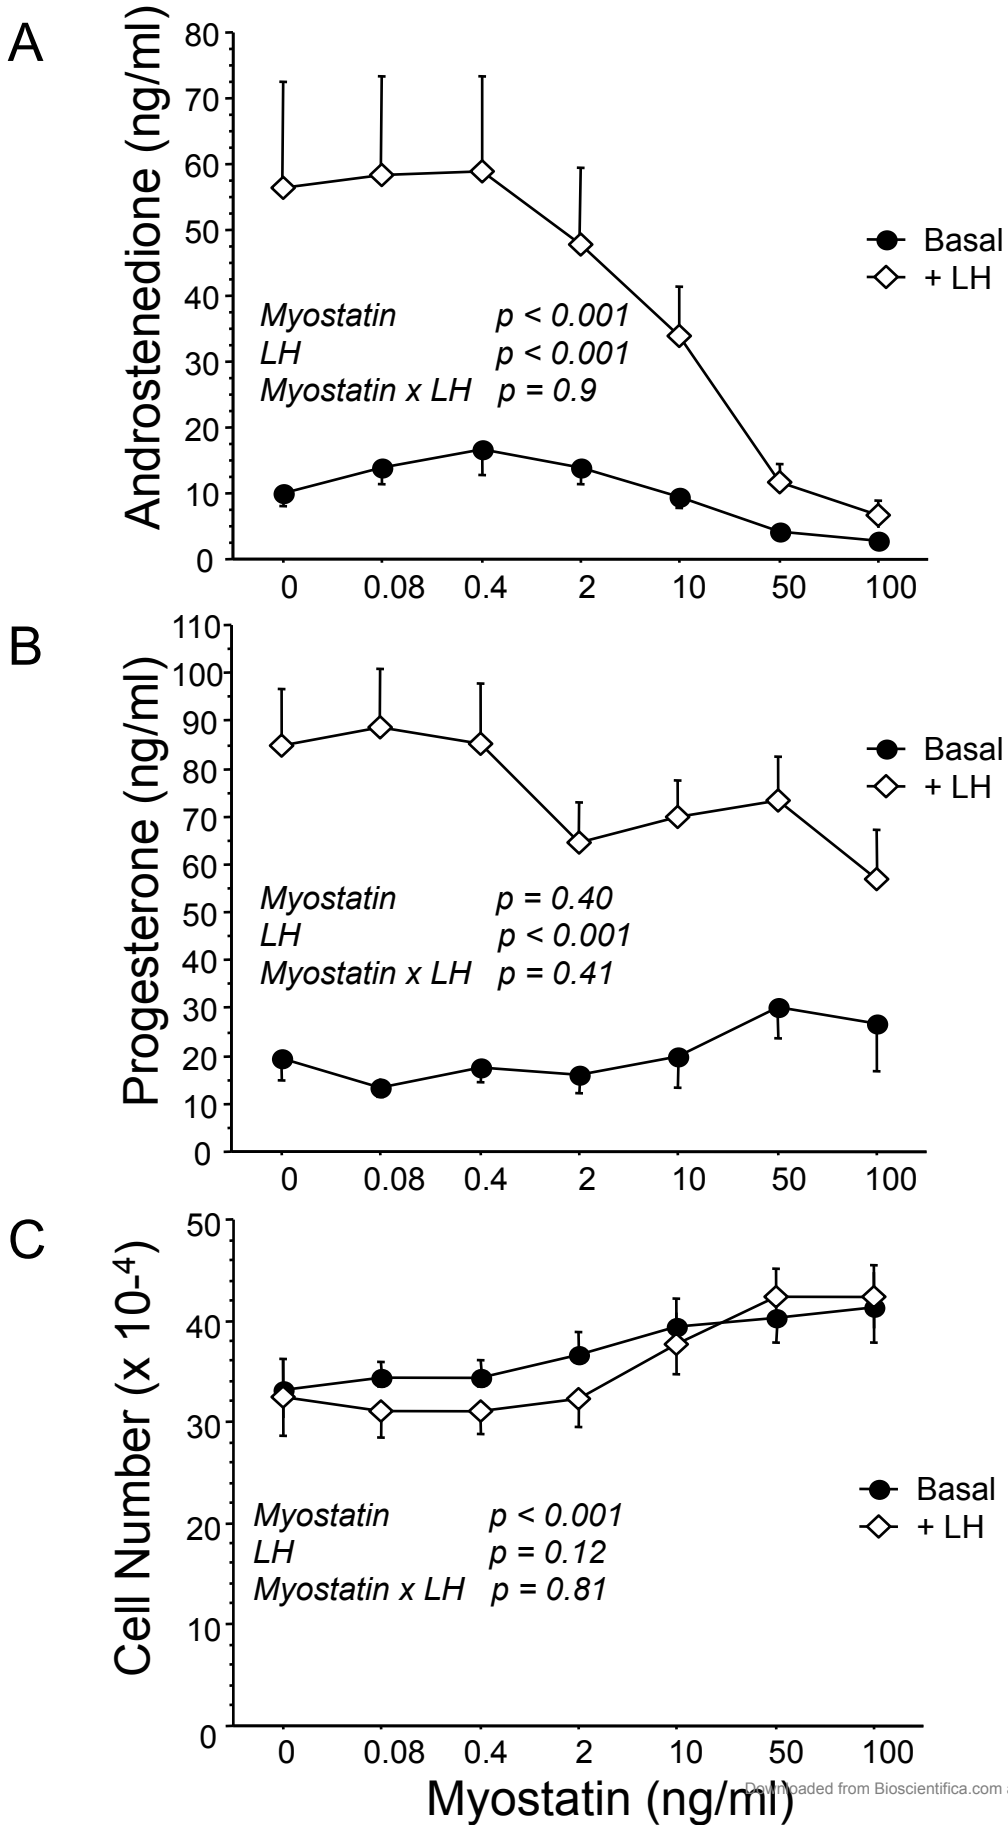 A
Androstenedione (ng/ml)
80
70
60
50
40
30
20
10
0
Basal
+ LH
Myostatin p < 0.001
LH p < 0.001
Myostatin x LH p = 0.9
0 0.08 0.4 2 10 50 100
B
Progesterone (ng/ml)
110
100
90
80
70
60
50
40
30
20
10
0
Basal
+ LH
Myostatin p = 0.40
LH p < 0.001
Myostatin x LH p = 0.41
0 0.08 0.4 2 10 50 100
C
Cell Number (x 10-4)
50
40
30
20
10
0
Basal
+ LH
Myostatin p < 0.001
LH p = 0.12
Myostatin x LH p = 0.81
0 0.08 0.4 2 10 50 100
Myostatin (ng/ml)
Downloaded from Bioscientifica.com a